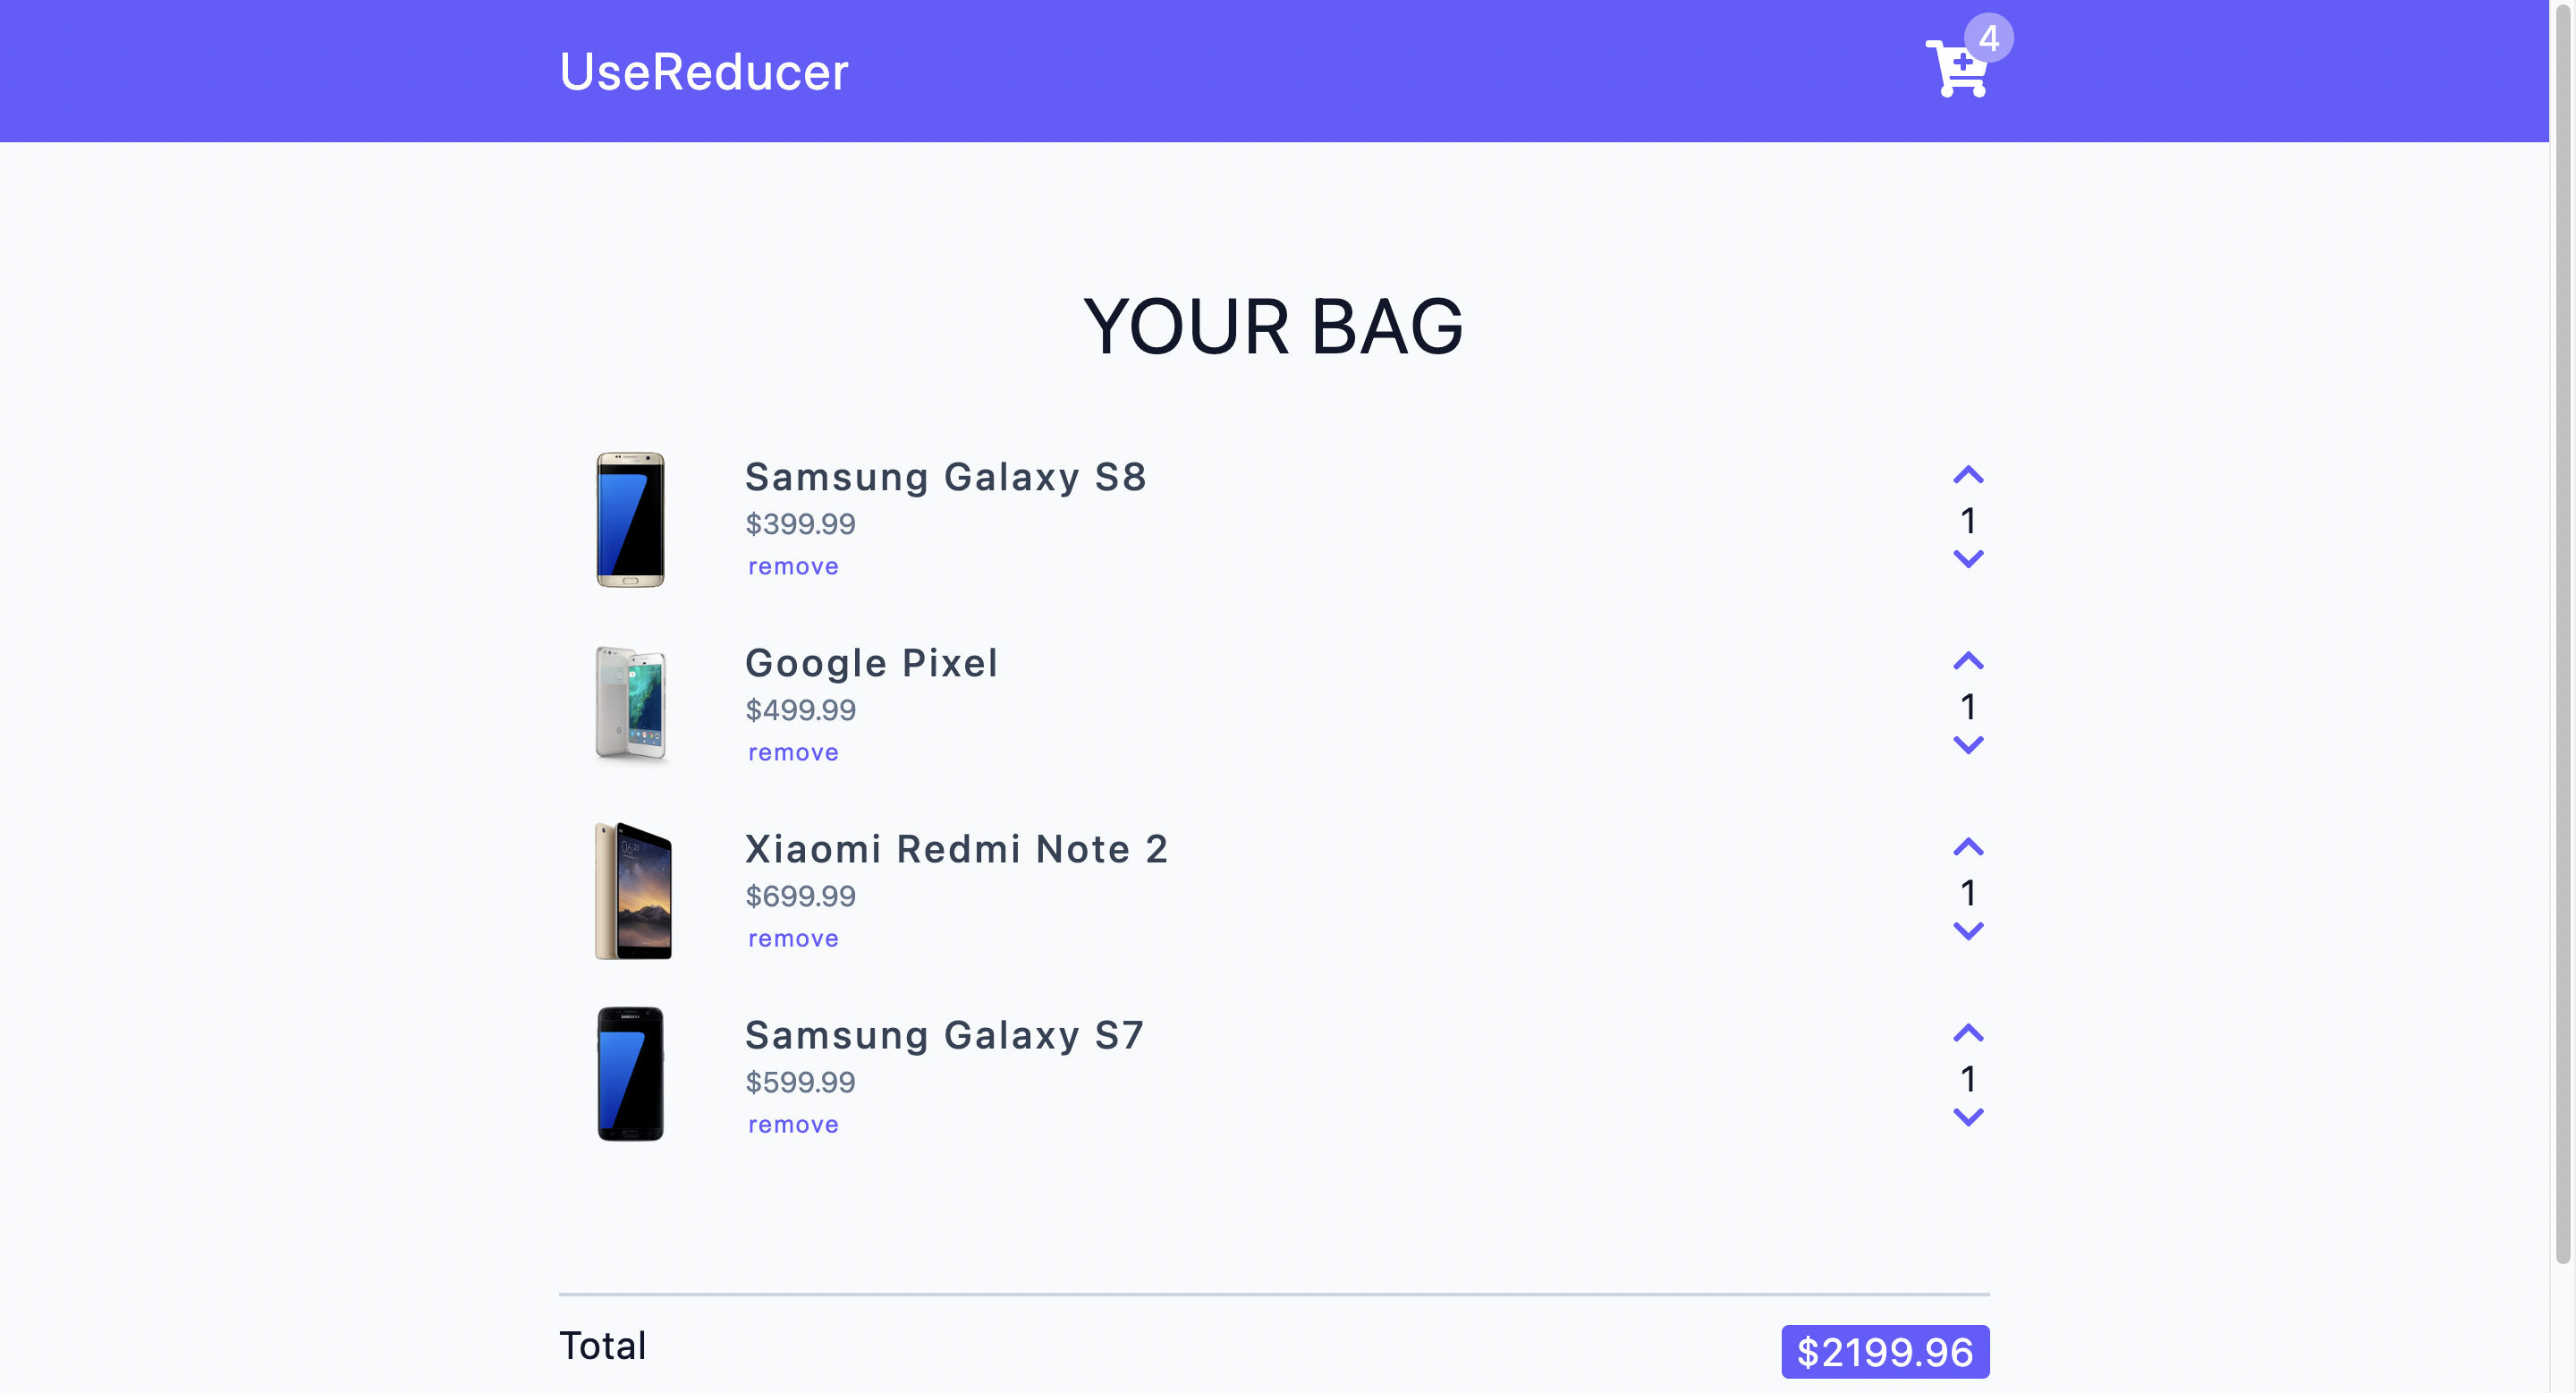 UseReducer
4
YOUR BAG
Samsung Galaxy S8
$399.99
remove
1
Google Pixel
$499.99
remove
1
Xiaomi Redmi Note 2
$699.99
remove
1
Samsung Galaxy S7
$599.99
remove
1
Total
$2199.96